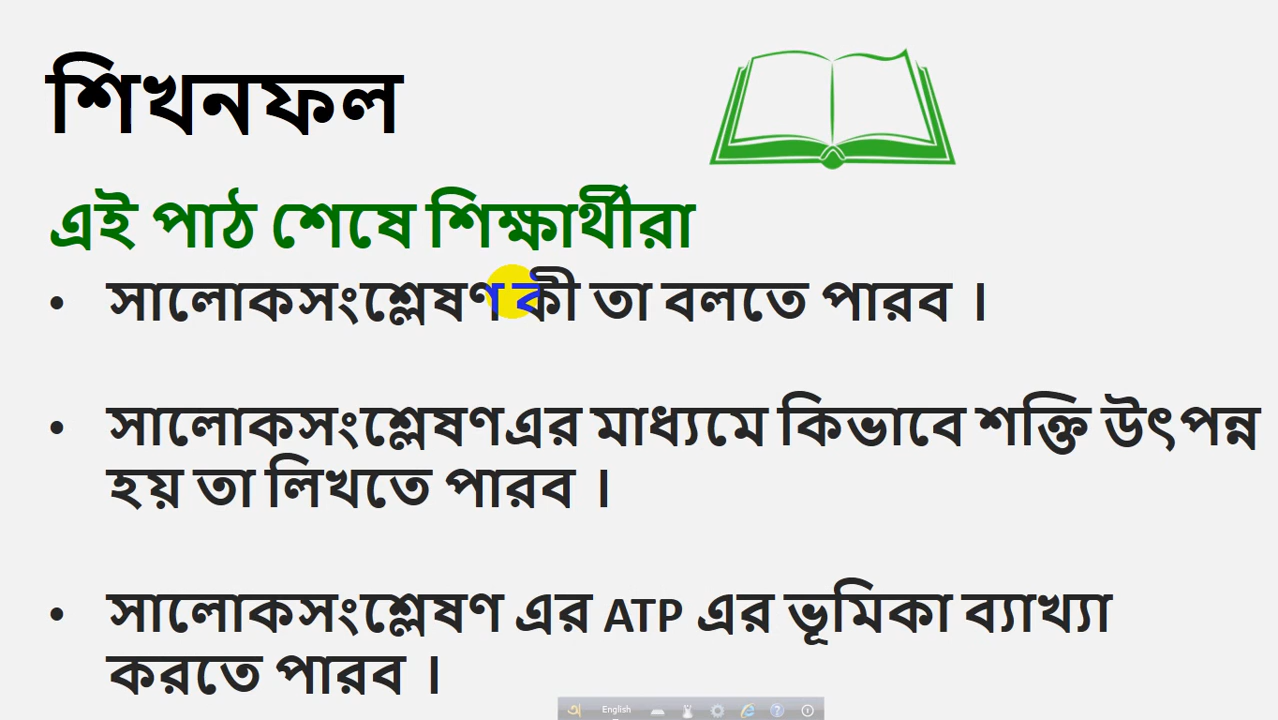 শিখনফল
এই পাঠ শেষে শিক্ষার্থীরা
• সালোকসংশ্লেষণ কী তা বলতে পারব ।
• সালোকসংশ্লেষণএর মাধ্যমে কিভাবে শক্তি উৎপন্ন
হয় তা লিখতে পারব ।
• সালোকসংশ্লেষণ এর ATP এর ভূমিকা ব্যাখ্যা
করতে পারব ।
অ English